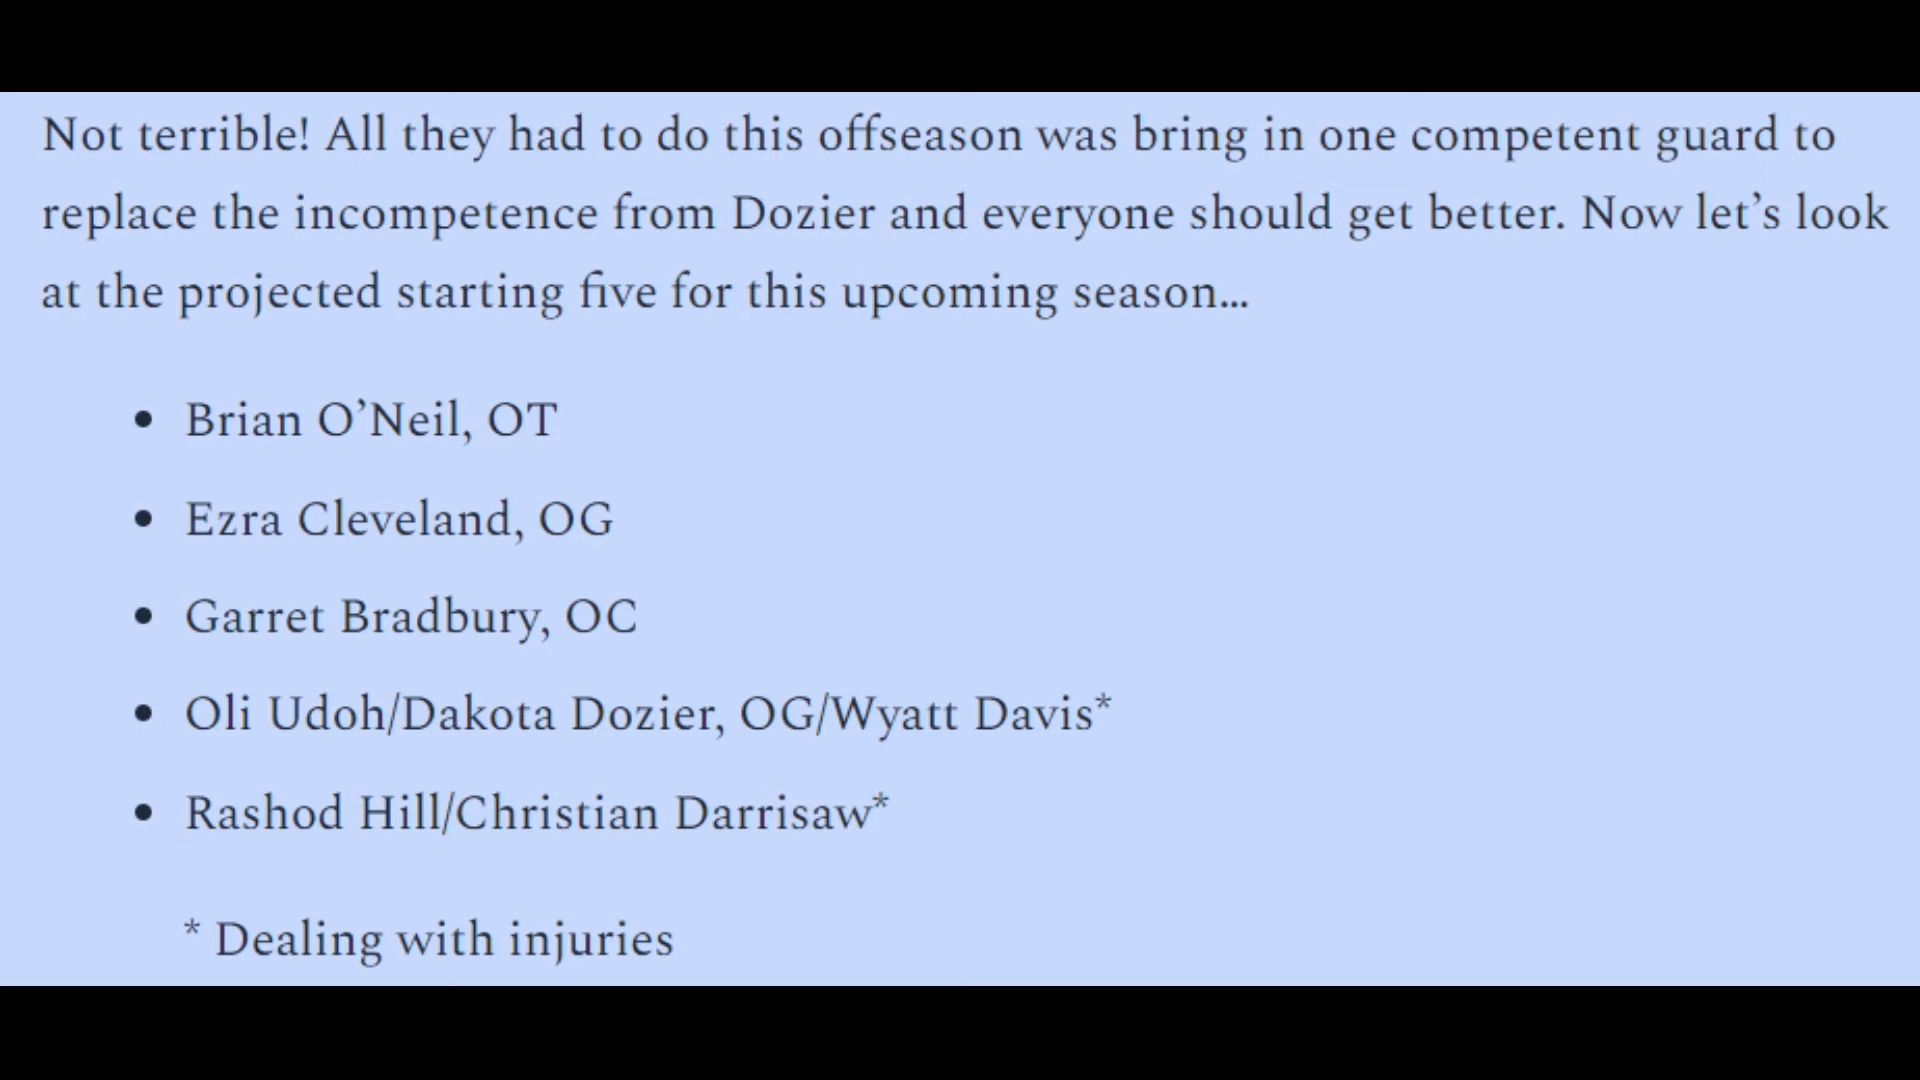 Not terrible! All they had to do this offseason was bring in one competent guard to
replace the incompetence from Dozier and everyone should get better. Now let’s look
at the projected starting five for this upcoming season…
• Brian O’Neil, OT
• Ezra Cleveland, OG
• Garret Bradbury, OC
• Oli Udoh/Dakota Dozier, OG/Wyatt Davis*
• Rashod Hill/Christian Darrisaw*
* Dealing with injuries